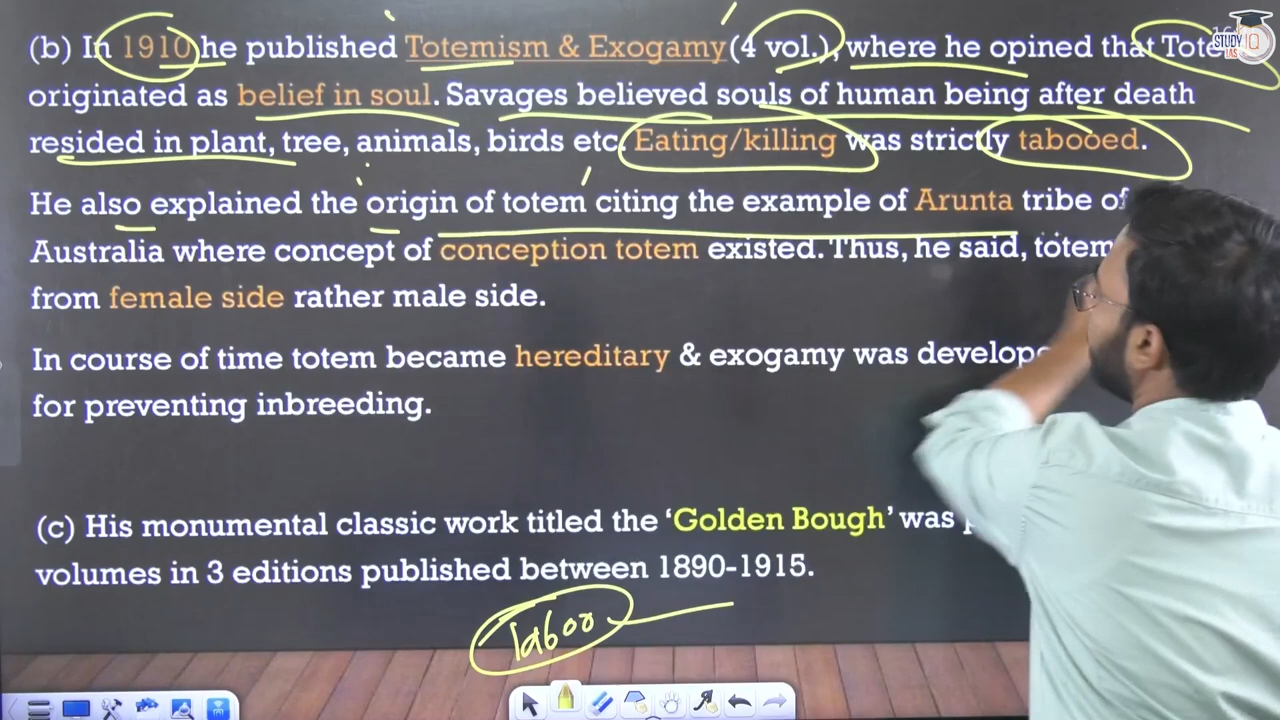 (b) In 1910 he published Totemism & Exogamy (4 vol.), where he opined that Tote
originated as belief in soul. Savages believed souls of human being after death
resided in plant, tree, animals, birds etc. Eating/killing was strictly tabooed.
He also explained the origin of totem citing the example of Arunta tribe of
Australia where concept of conception totem existed. Thus, he said, totem
from female side rather male side.
In course of time totem became hereditary & exogamy was develope
for preventing inbreeding.
(c) His monumental classic work titled the ‘Golden Bough’ was p
volumes in 3 editions published between 1890-1915.
Taboo
STUDY IQ
IAS